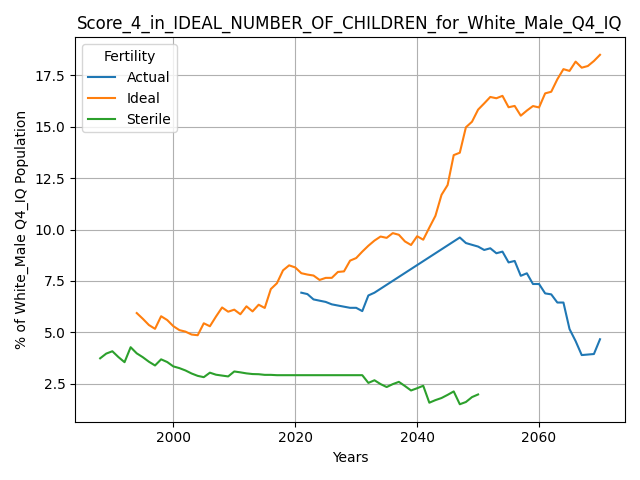 Score_4_in_IDEAL_NUMBER_OF_CHILDREN_for_White_Male_Q4_IQ
Fertility
Actual
Ideal
Sterile
17.5
15.0
12.5
10.0
7.5
5.0
2.5
% of White_Male Q4_IQ Population
2000
2020
2040
2060
Years